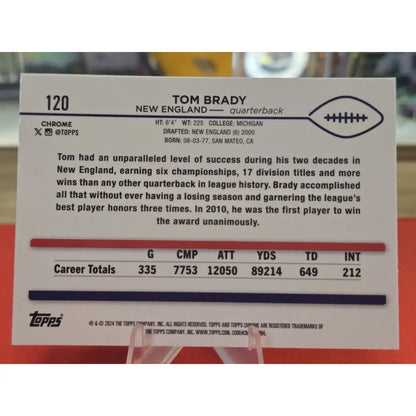 120
TOM BRADY
NEW ENGLAND — quarterback
CHROME
@TOPPS
HT: 6'4" WT: 225 COLLEGE: MICHIGAN
DRAFTED: NEW ENGLAND (6) 2000
BORN: 08-03-77, SAN MATEO, CA
Tom had an unparalleled level of success during his two decades in
New England, earning six championships, 17 division titles and more
wins than any other quarterback in league history. Brady accomplished
all that without ever having a losing season and garnering the league's
best player honors three times. In 2010, he was the first player to win
the award unanimously.
G CMP ATT YDS TD INT
Career Totals 335 7753 12050 89214 649 212
Topps
® & © 2024 THE TOPPS COMPANY, INC. ALL RIGHTS RESERVED. TOPPS AND TOPPS CHROME ARE REGISTERED TRADEMARKS OF
THE TOPPS COMPANY, INC. WWW.TOPPS.COM.